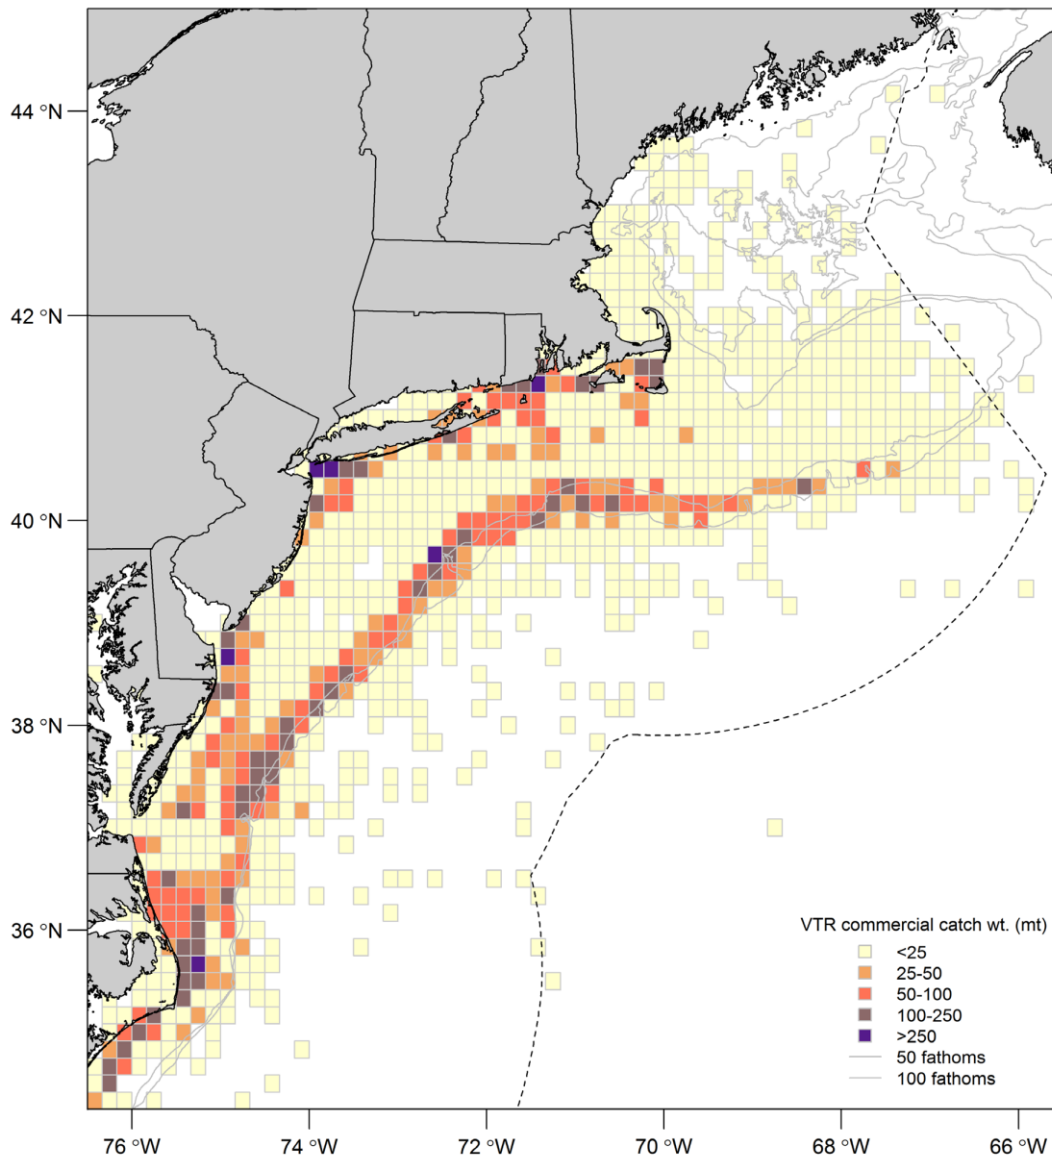 44 °N
42 °N
40 °N
38 °N
36 °N
VTR commercial catch wt. (mt)
<25
25-50
50-100
100-250
>250
50 fathoms
100 fathoms
76 °W 74 °W 72 °W 70 °W 68 °W 66 °W